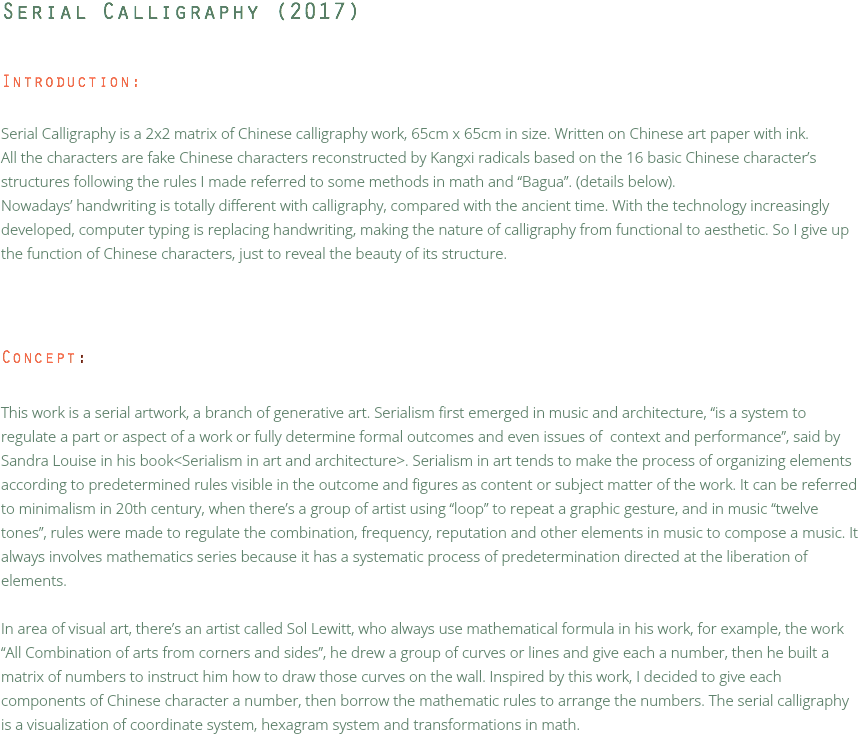 Serial Calligraphy (2017)
Introduction:
Serial Calligraphy is a 2x2 matrix of Chinese calligraphy work, 65cm x 65cm in size. Written on Chinese art paper with ink.
All the characters are fake Chinese characters reconstructed by Kangxi radicals based on the 16 basic Chinese character’s
structures following the rules I made referred to some methods in math and “Bagua”. (details below).
Nowadays’ handwriting is totally different with calligraphy, compared with the ancient time. With the technology increasingly
developed, computer typing is replacing handwriting, making the nature of calligraphy from functional to aesthetic. So I give up
the function of Chinese characters, just to reveal the beauty of its structure.
Concept:
This work is a serial artwork, a branch of generative art. Serialism first emerged in music and architecture, “is a system to
regulate a part or aspect of a work or fully determine formal outcomes and even issues of  context and performance”, said by
Sandra Louise in his book<Serialism in art and architecture>. Serialism in art tends to make the process of organizing elements
according to predetermined rules visible in the outcome and figures as content or subject matter of the work. It can be referred
to minimalism in 20th century, when there’s a group of artist using “loop” to repeat a graphic gesture, and in music “twelve
tones”, rules were made to regulate the combination, frequency, reputation and other elements in music to compose a music. It
always involves mathematics series because it has a systematic process of predetermination directed at the liberation of
elements.
In area of visual art, there’s an artist called Sol Lewitt, who always use mathematical formula in his work, for example, the work
“All Combination of arts from corners and sides”, he drew a group of curves or lines and give each a number, then he built a
matrix of numbers to instruct him how to draw those curves on the wall. Inspired by this work, I decided to give each
components of Chinese character a number, then borrow the mathematic rules to arrange the numbers. The serial calligraphy
is a visualization of coordinate system, hexagram system and transformations in math.